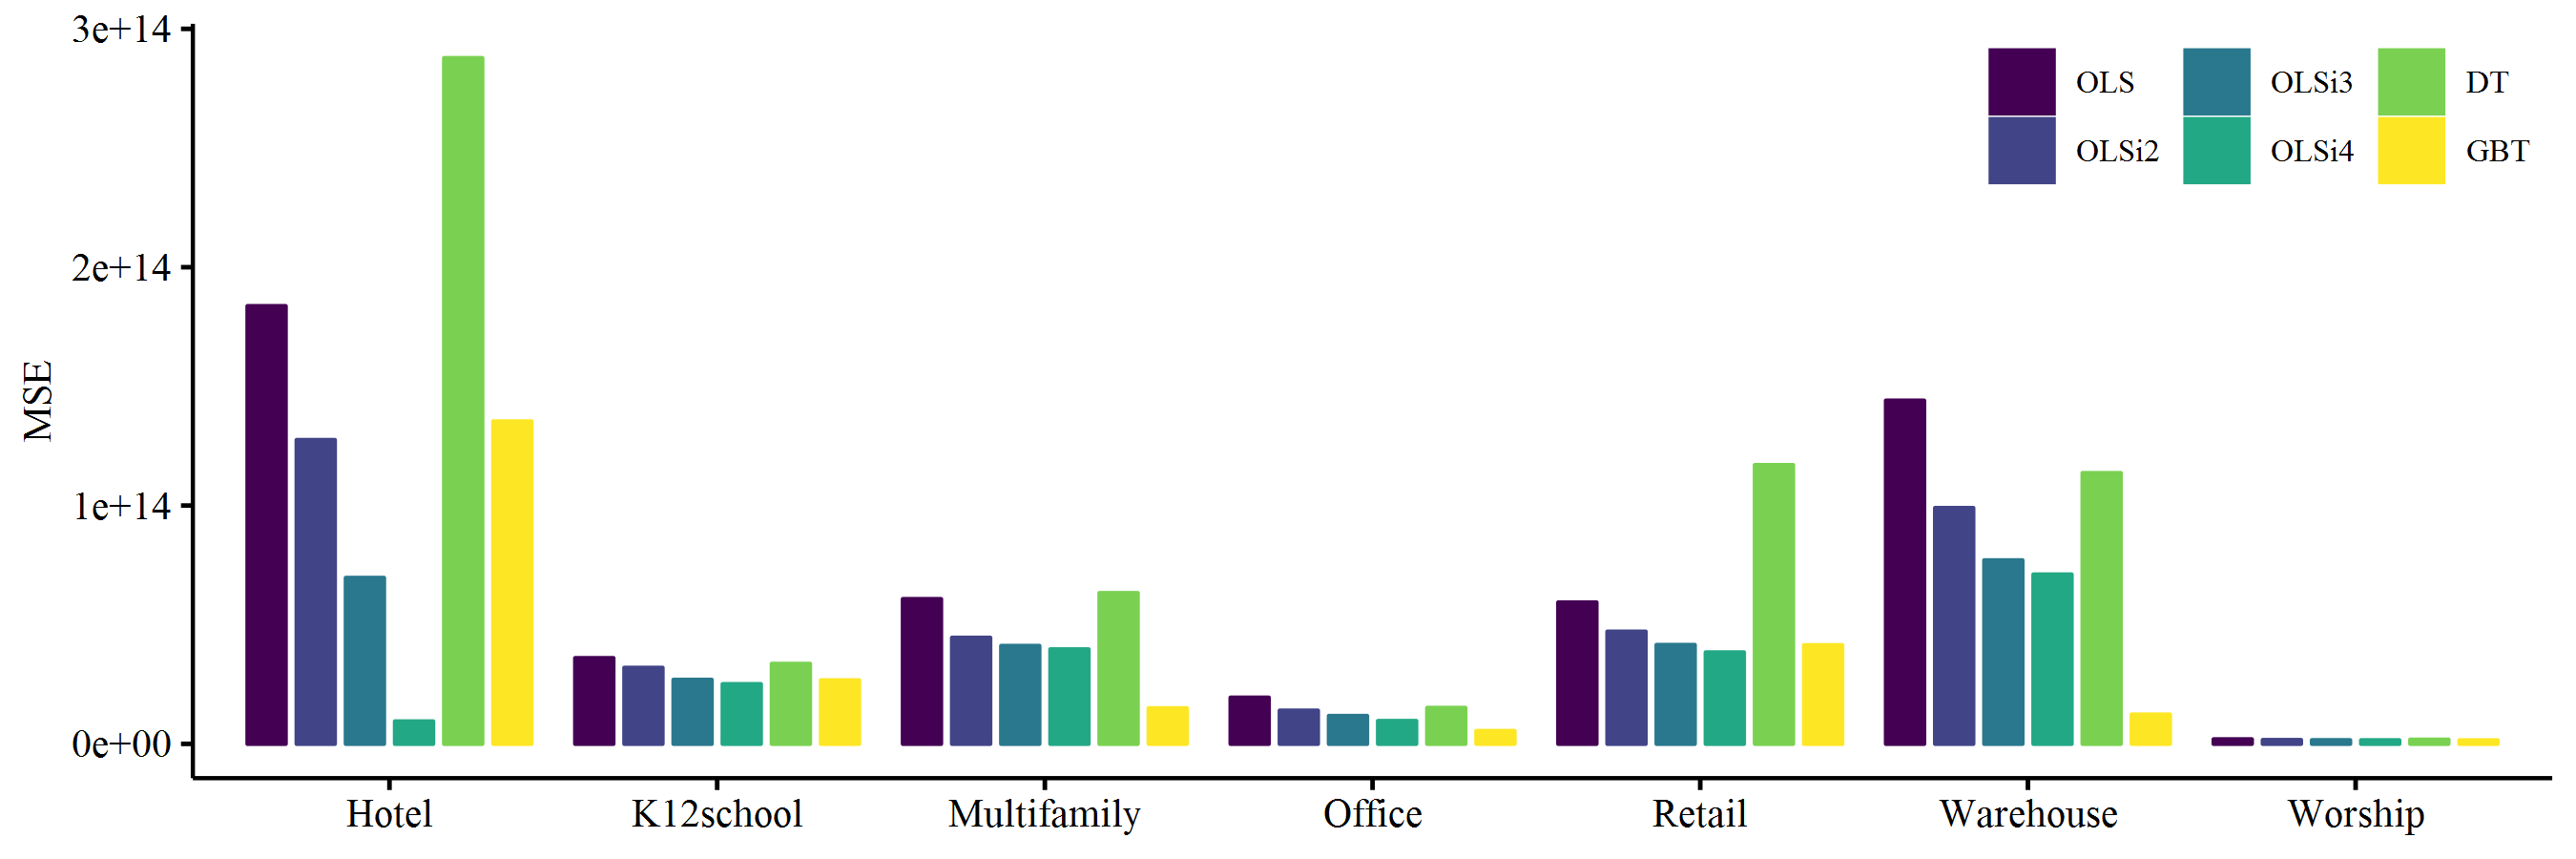 3e+14
2e+14
1e+14
0e+00
MSE
OLS
OLSi2
OLSi3
OLSi4
DT
GBT
Hotel
K12school
Multifamily
Office
Retail
Warehouse
Worship